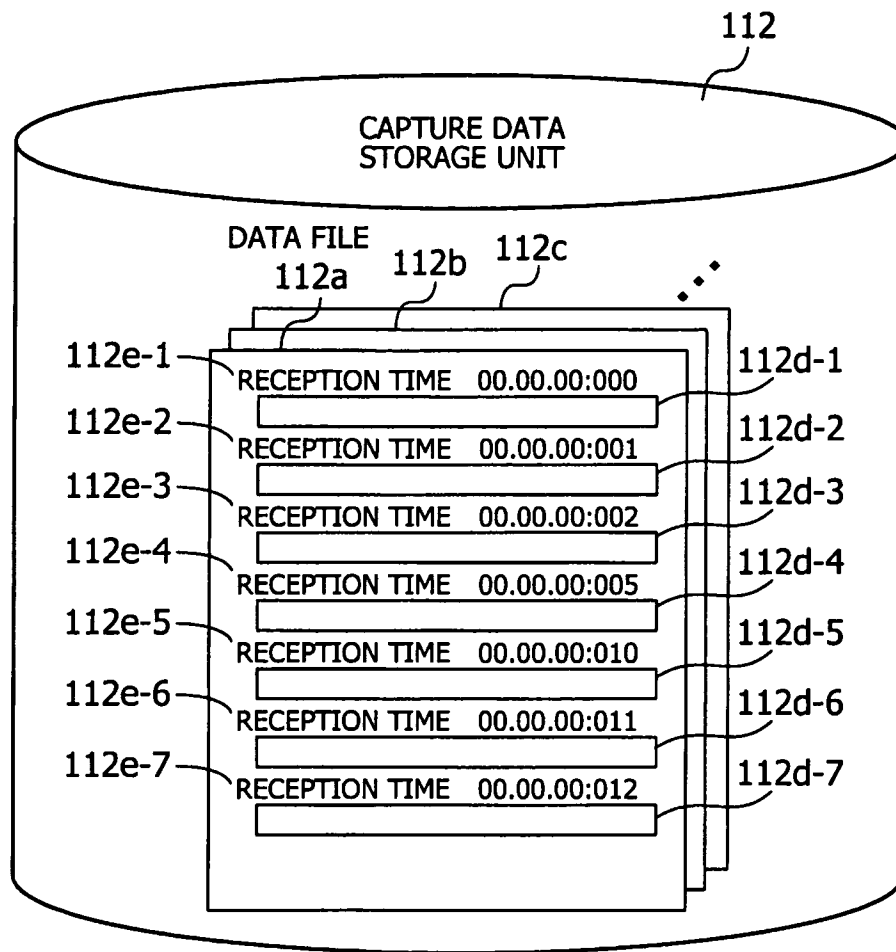 112
CAPTURE DATA
STORAGE UNIT
DATA FILE
112a
112b
112c
112e-1
RECEPTION TIME 00.00.00:000
112d-1
112e-2
RECEPTION TIME 00.00.00:001
112d-2
112e-3
RECEPTION TIME 00.00.00:002
112d-3
112e-4
RECEPTION TIME 00.00.00:005
112d-4
112e-5
RECEPTION TIME 00.00.00:010
112d-5
112e-6
RECEPTION TIME 00.00.00:011
112d-6
112e-7
RECEPTION TIME 00.00.00:012
112d-7